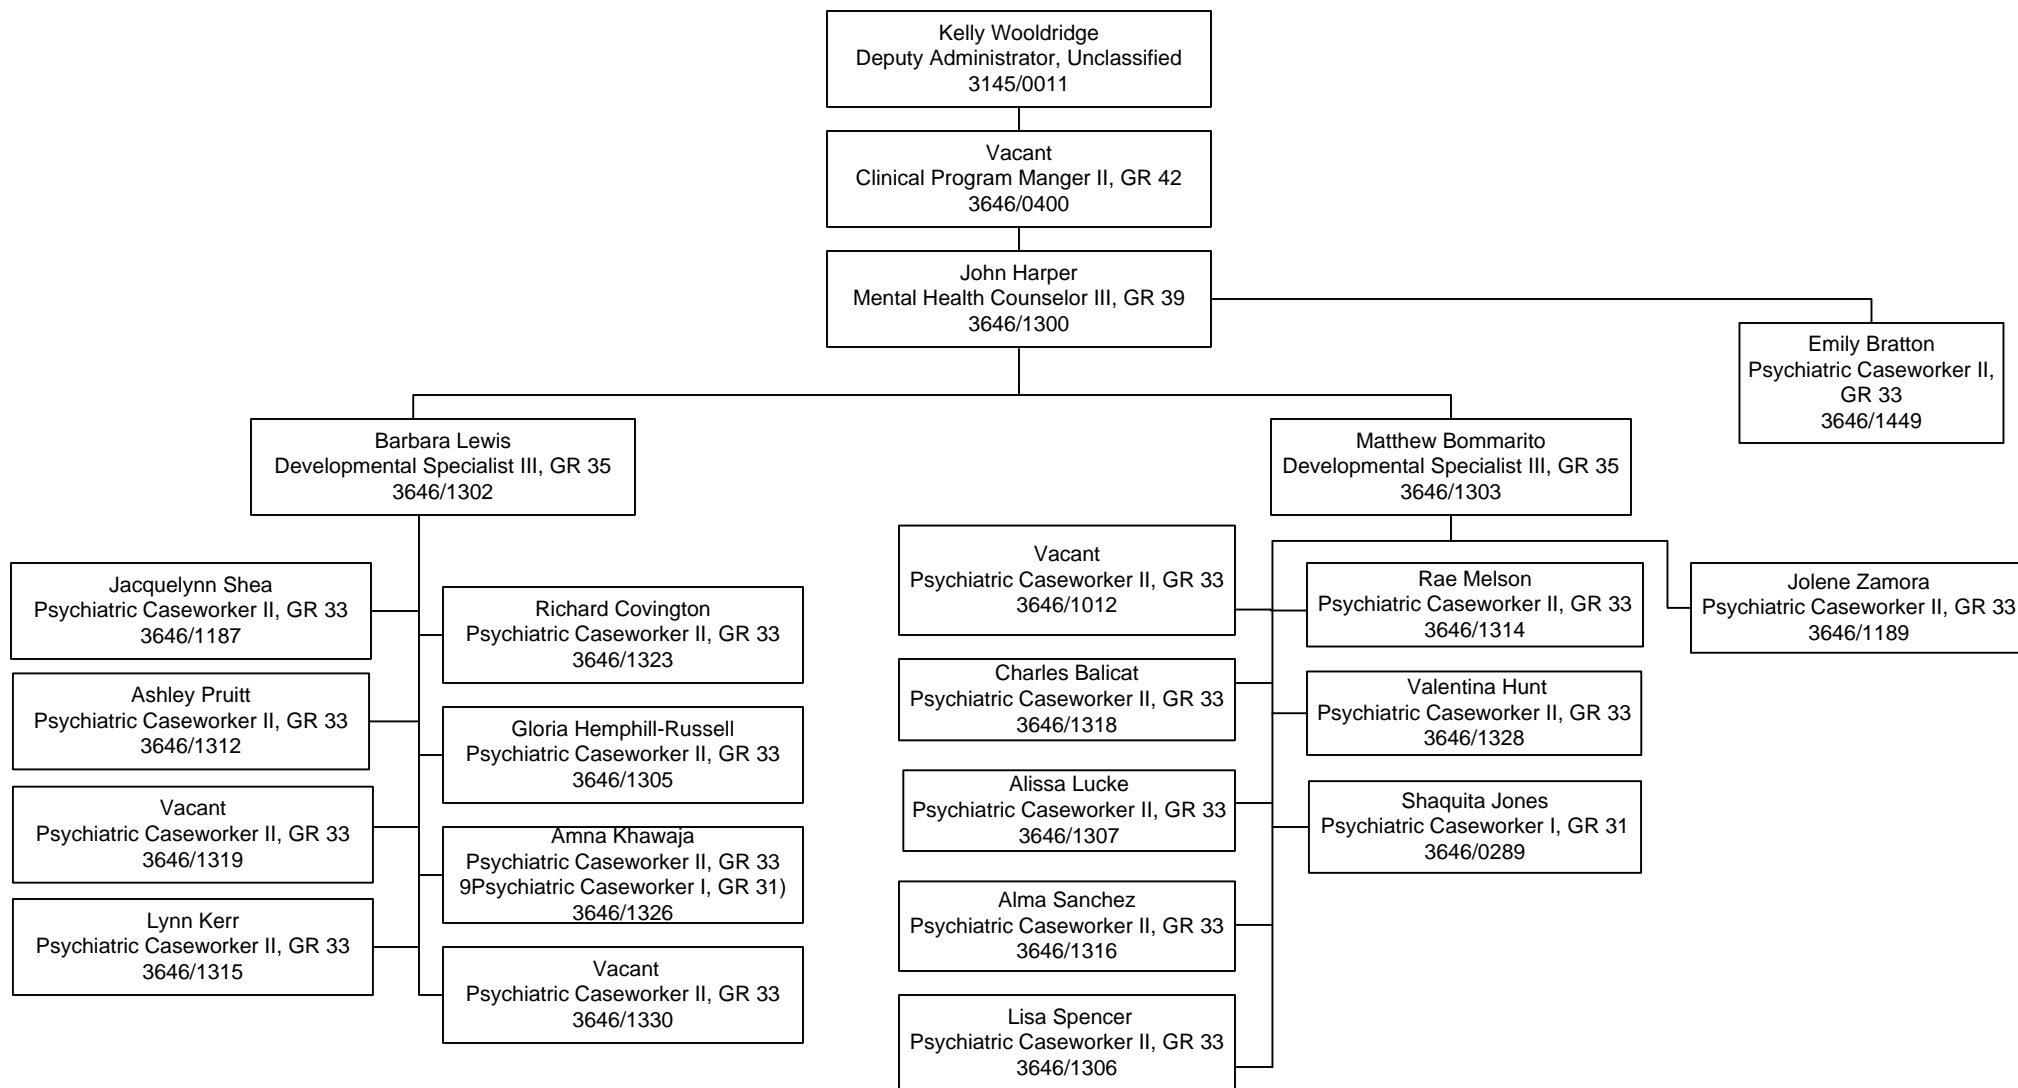 Kelly Wooldridge
Deputy Administrator, Unclassified
3145/0011
Vacant
Clinical Program Manger II, GR 42
3646/0400
John Harper
Mental Health Counselor III, GR 39
3646/1300
Emily Bratton
Psychiatric Caseworker II,
GR 33
3646/1449
Barbara Lewis
Developmental Specialist III, GR 35
3646/1302
Matthew Bommarito
Developmental Specialist III, GR 35
3646/1303
Jacquelynn Shea
Psychiatric Caseworker II, GR 33
3646/1187
Ashley Pruitt
Psychiatric Caseworker II, GR 33
3646/1312
Vacant
Psychiatric Caseworker II, GR 33
3646/1319
Lynn Kerr
Psychiatric Caseworker II, GR 33
3646/1315
Richard Covington
Psychiatric Caseworker II, GR 33
3646/1323
Gloria Hemphill-Russell
Psychiatric Caseworker II, GR 33
3646/1305
Amna Khawaja
Psychiatric Caseworker II, GR 33
9Psychiatric Caseworker I, GR 31)
3646/1326
Vacant
Psychiatric Caseworker II, GR 33
3646/1330
Vacant
Psychiatric Caseworker II, GR 33
3646/1012
Charles Balicat
Psychiatric Caseworker II, GR 33
3646/1318
Alissa Lucke
Psychiatric Caseworker II, GR 33
3646/1307
Alma Sanchez
Psychiatric Caseworker II, GR 33
3646/1316
Lisa Spencer
Psychiatric Caseworker II, GR 33
3646/1306
Rae Melson
Psychiatric Caseworker II, GR 33
3646/1314
Valentina Hunt
Psychiatric Caseworker II, GR 33
3646/1328
Shaquita Jones
Psychiatric Caseworker I, GR 31
3646/0289
Jolene Zamora
Psychiatric Caseworker II, GR 33
3646/1189